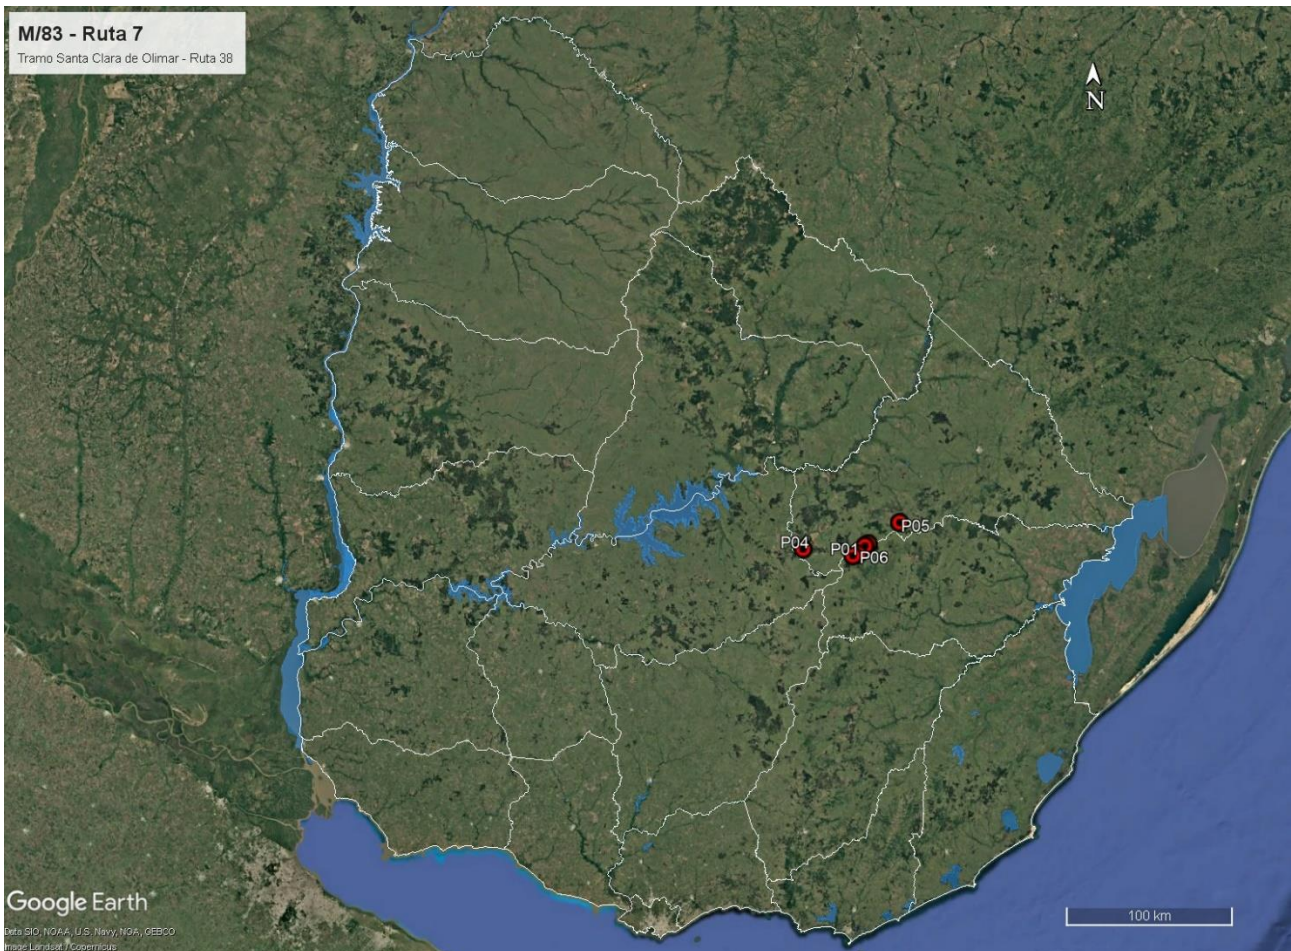 M/83 - Ruta 7
Tramo Santa Clara de Olimar - Ruta 38
N
P05
P04
P01
P06
Google Earth
100 km
Data SIO, NOAA, U.S. Navy, NGA, GEBCO
Image Landsat / Copernicus